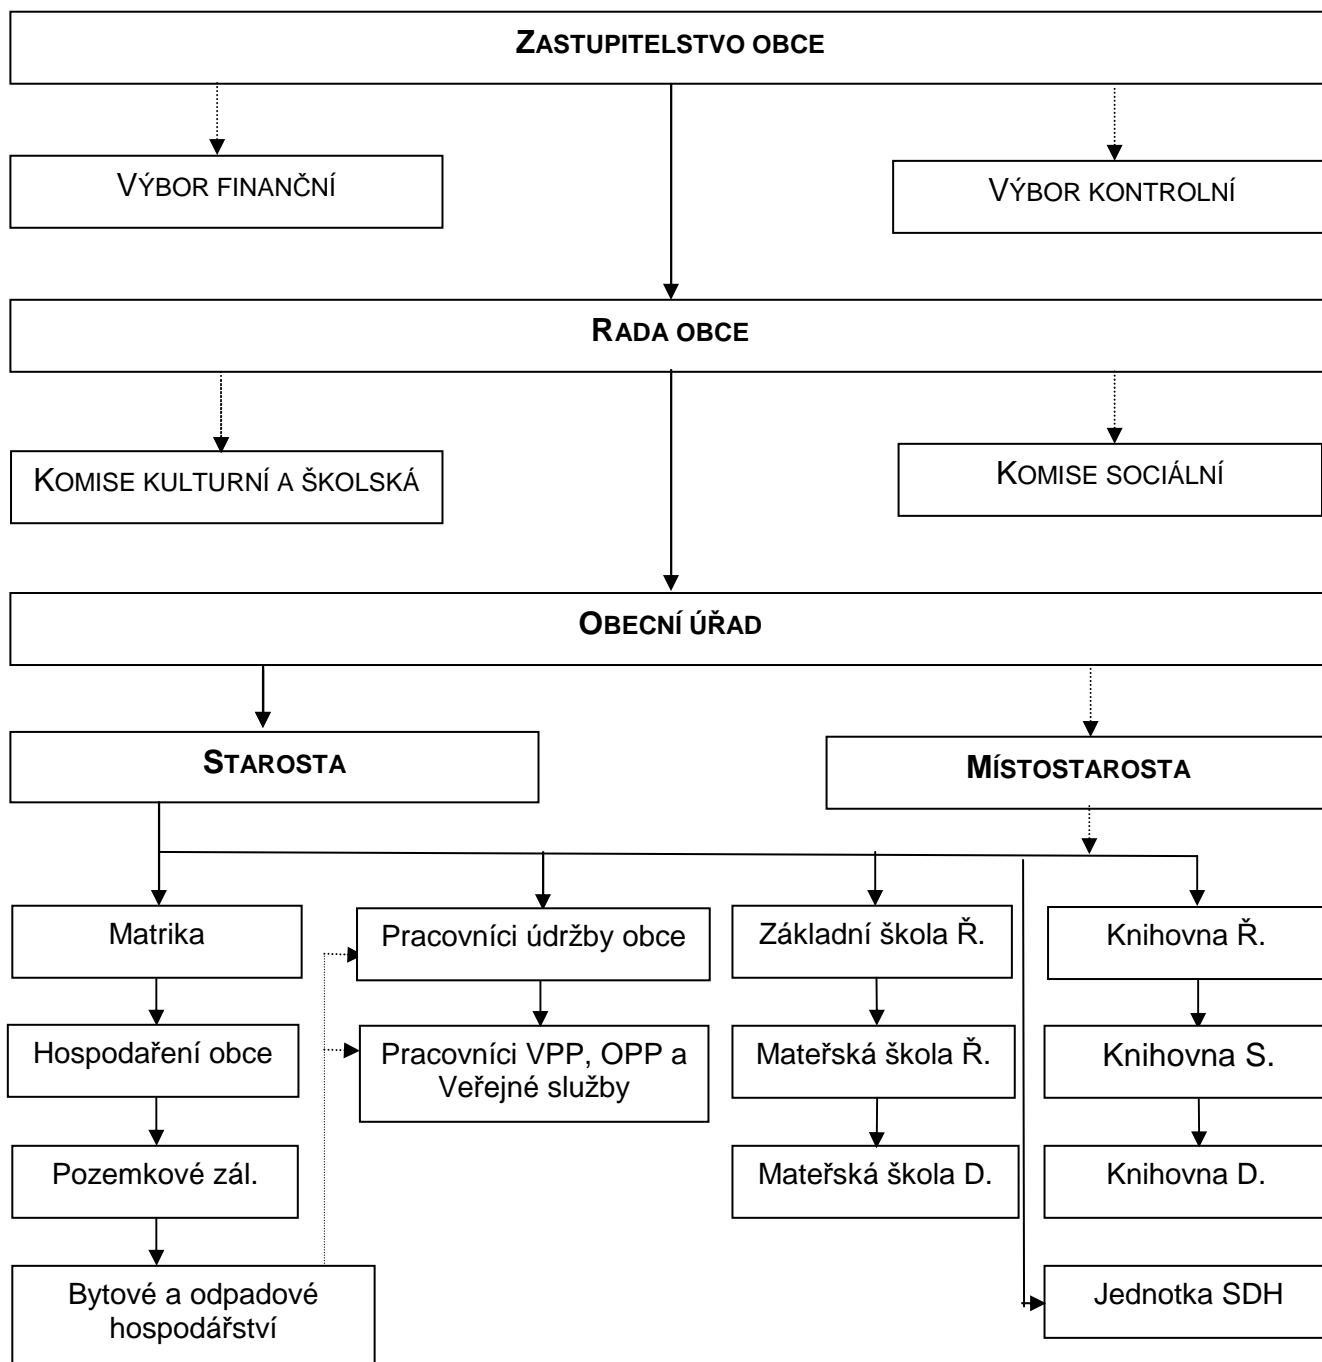 ZASTUPITELSTVO OBCE
VÝBOR FINANČNÍ
VÝBOR KONTROLNÍ
RADA OBCE
KOMISE KULTURNÍ A ŠKOLSKÁ
KOMISE SOCIÁLNÍ
OBECNÍ ÚŘAD
STAROSTA
MÍSTOSTAROSTA
Matrika
Pracovníci údržby obce
Základní škola Ř.
Knihovna Ř.
Hospodaření obce
Pracovníci VPP, OPP a
Veřejné služby
Mateřská škola Ř.
Knihovna S.
Pozemkové zál.
Mateřská škola D.
Knihovna D.
Bytové a odpadové
hospodářství
Jednotka SDH